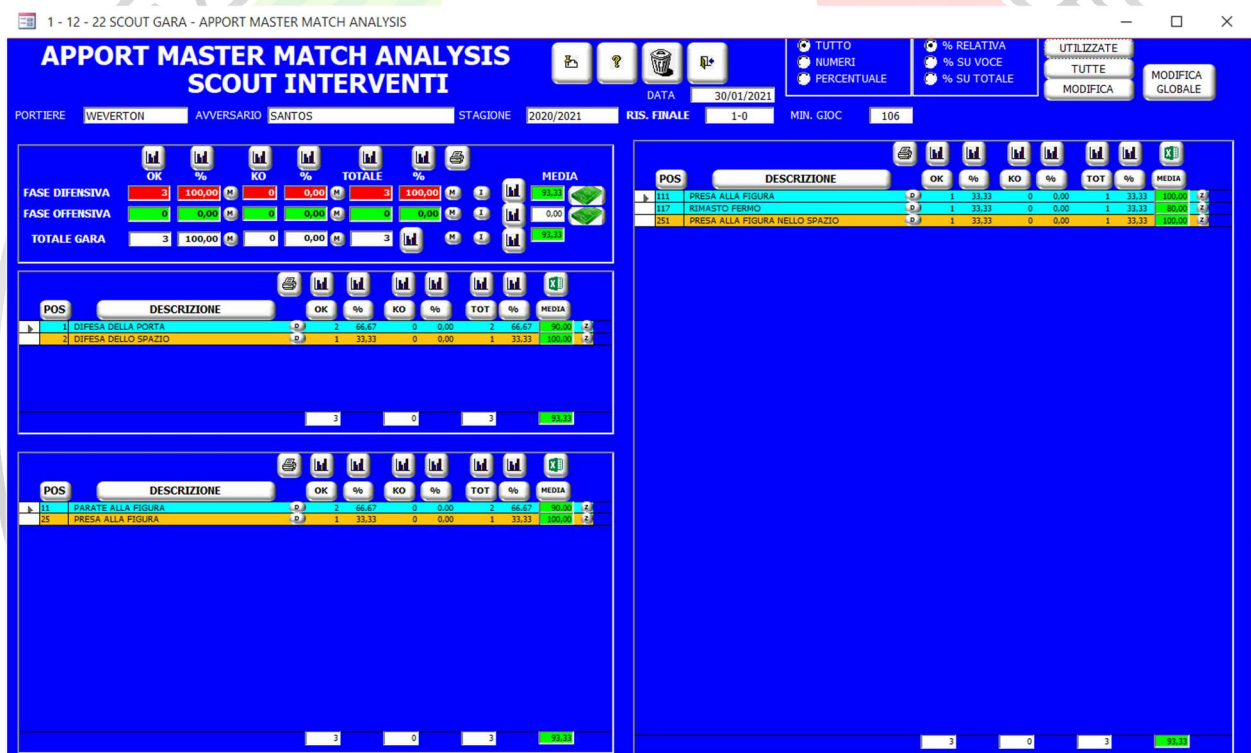 1 - 12 - 22 SCOUT GARA - APPORT MASTER MATCH ANALYSIS
APPORT MASTER MATCH ANALYSIS
SCOUT INTERVENTI
?
DATA 30/01/2021
TUTTO
NUMERI
PERCENTUALE
% RELATIVA
% SU VOCE
% SU TOTALE
UTILIZZATE
TUTTE
MODIFICA
MODIFICA
GLOBALE
PORTIERE WEVERTON AVVERSARIO SANTOS STAGIONE 2020/2021 RIS. FINALE 1-0 MIN. GIOC 106
OK % KO % TOTALE % MEDIA
FASE DIFENSIVA 3 100,00 M 0 0,00 M 3 100,00 M I 93,33
FASE OFFENSIVA 0 0,00 M 0 0,00 M 0 0,00 M I 0,00
TOTALE GARA 3 100,00 M 0 0,00 M 3 M I 93,33
POS DESCRIZIONE OK % KO % TOT % MEDIA
1 DIFESA DELLA PORTA D 2 66,67 0 0,00 2 66,67 90,00 Z
2 DIFESA DELLO SPAZIO D 1 33,33 0 0,00 1 33,33 100,00 Z
3 0 3 93,33
POS DESCRIZIONE OK % KO % TOT % MEDIA
11 PARATE ALLA FIGURA D 2 66,67 0 0,00 2 66,67 90,00 Z
25 PRESA ALLA FIGURA D 1 33,33 0 0,00 1 33,33 100,00 Z
3 0 3 93,33
POS DESCRIZIONE OK % KO % TOT % MEDIA
111 PRESA ALLA FIGURA D 1 33,33 0 0,00 1 33,33 100,00 Z
117 RIMASTO FERMO D 1 33,33 0 0,00 1 33,33 80,00 Z
251 PRESA ALLA FIGURA NELLO SPAZIO D 1 33,33 0 0,00 1 33,33 100,00 Z
3 0 3 93,33